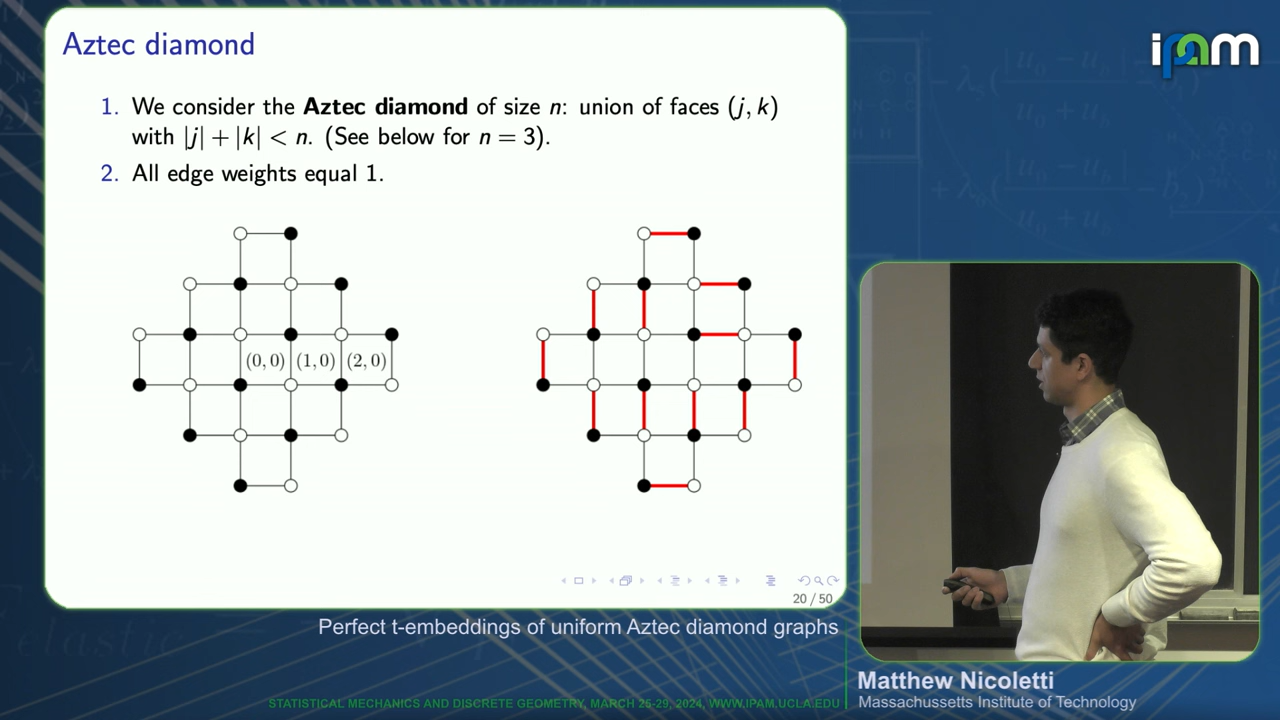 Aztec diamond
1. We consider the Aztec diamond of size n: union of faces (j, k)
with |j| + |k| < n. (See below for n = 3).
2. All edge weights equal 1.
(0, 0) (1, 0) (2, 0)
20 / 50
ipam
Perfect t-embeddings of uniform Aztec diamond graphs
Matthew Nicoletti
Massachussetts Institute of Technology
STATISTICAL MECHANICS AND DISCRETE GEOMETRY, MARCH 25-29, 2024, WWW.IPAM.UCLA.EDU